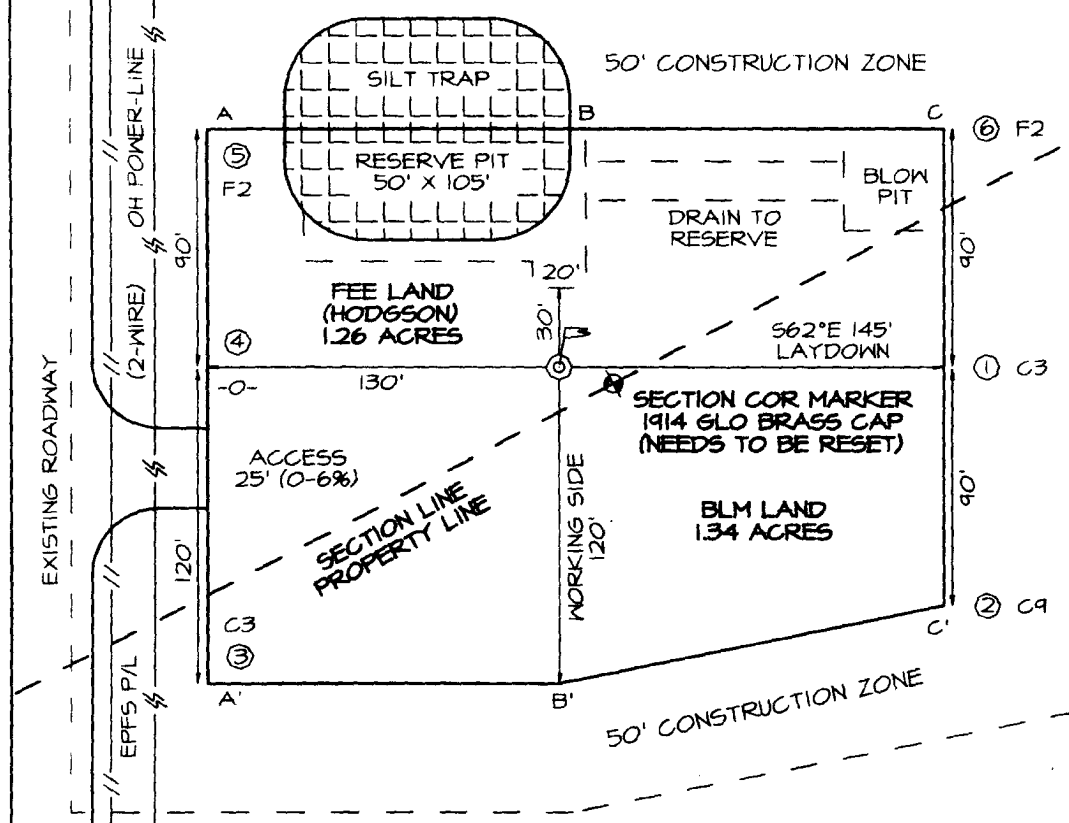 50' CONSTRUCTION ZONE
SILT TRAP
OH POWER-LINE
(2-WIRE)
A
B
C
⑤
F2
RESERVE PIT
50' X 105'
⑥ F2
BLOW
PIT
DRAIN TO
RESERVE
90'
90'
20'
30'
FEE LAND
(HODGSON)
1.26 ACRES
S62°E 145'
LAYDOWN
④
-0-
130'
① C3
SECTION COR MARKER
1914 GLO BRASS CAP
(NEEDS TO BE RESET)
EXISTING ROADWAY
ACCESS
25' (0-6%)
SECTION LINE
PROPERTY LINE
WORKING SIDE
120'
BLM LAND
1.34 ACRES
90'
120'
C3
③
② C9
C'
A'
B'
EPFS P/L
50' CONSTRUCTION ZONE